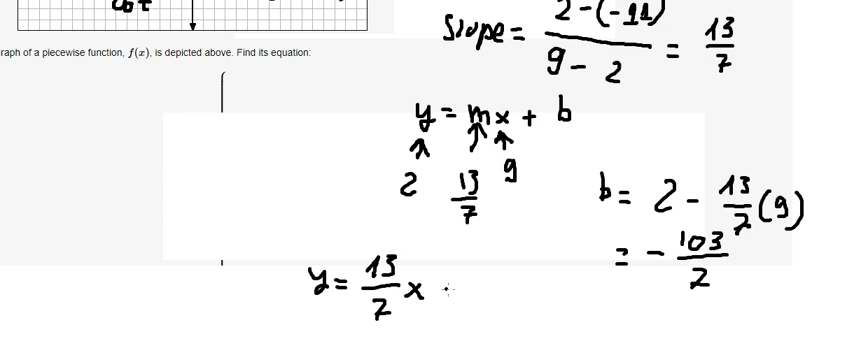 raph of a piecewise function, f(x), is depicted above. Find its equation:
Slope = 2-(-11) / 9 - 2 = 13/7
y = mx + b
2 13/7 9
b = 2 - 13/7 (9)
= - 103/7
y = 13/7 x